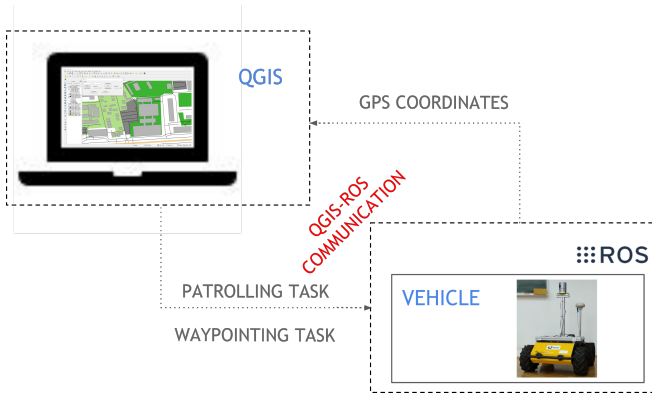 QGIS
GPS COORDINATES
QGIS-ROS
COMMUNICATION
ROS
PATROLLING TASK
VEHICLE
WAYPOINTING TASK